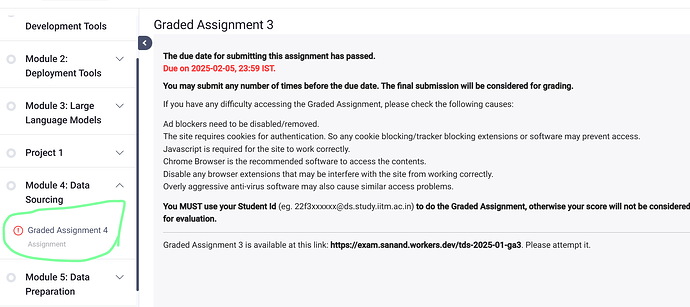 Development Tools
Module 2:
Deployment Tools
Module 3: Large
Language Models
Project 1
Module 4: Data
Sourcing
Graded Assignment 4
Assignment
Module 5: Data
Preparation
Graded Assignment 3
The due date for submitting this assignment has passed.
Due on 2025-02-05, 23:59 IST.
You may submit any number of times before the due date. The final submission will be considered for grading.
If you have any difficulty accessing the Graded Assignment, please check the following causes:
Ad blockers need to be disabled/removed.
The site requires cookies for authentication. So any cookie blocking/tracker blocking extensions or software may prevent access.
Javascript is required for the site to work correctly.
Chrome Browser is the recommended software to access the contents.
Disable any browser extensions that may be interfere with the site from working correctly.
Overly aggressive anti-virus software may also cause similar access problems.
You MUST use your Student Id (eg. 22f3xxxxxx@ds.study.iitm.ac.in) to do the Graded Assignment, otherwise your score will not be considered
for evaluation.
Graded Assignment 3 is available at this link: https://exam.sanand.workers.dev/tds-2025-01-ga3. Please attempt it.